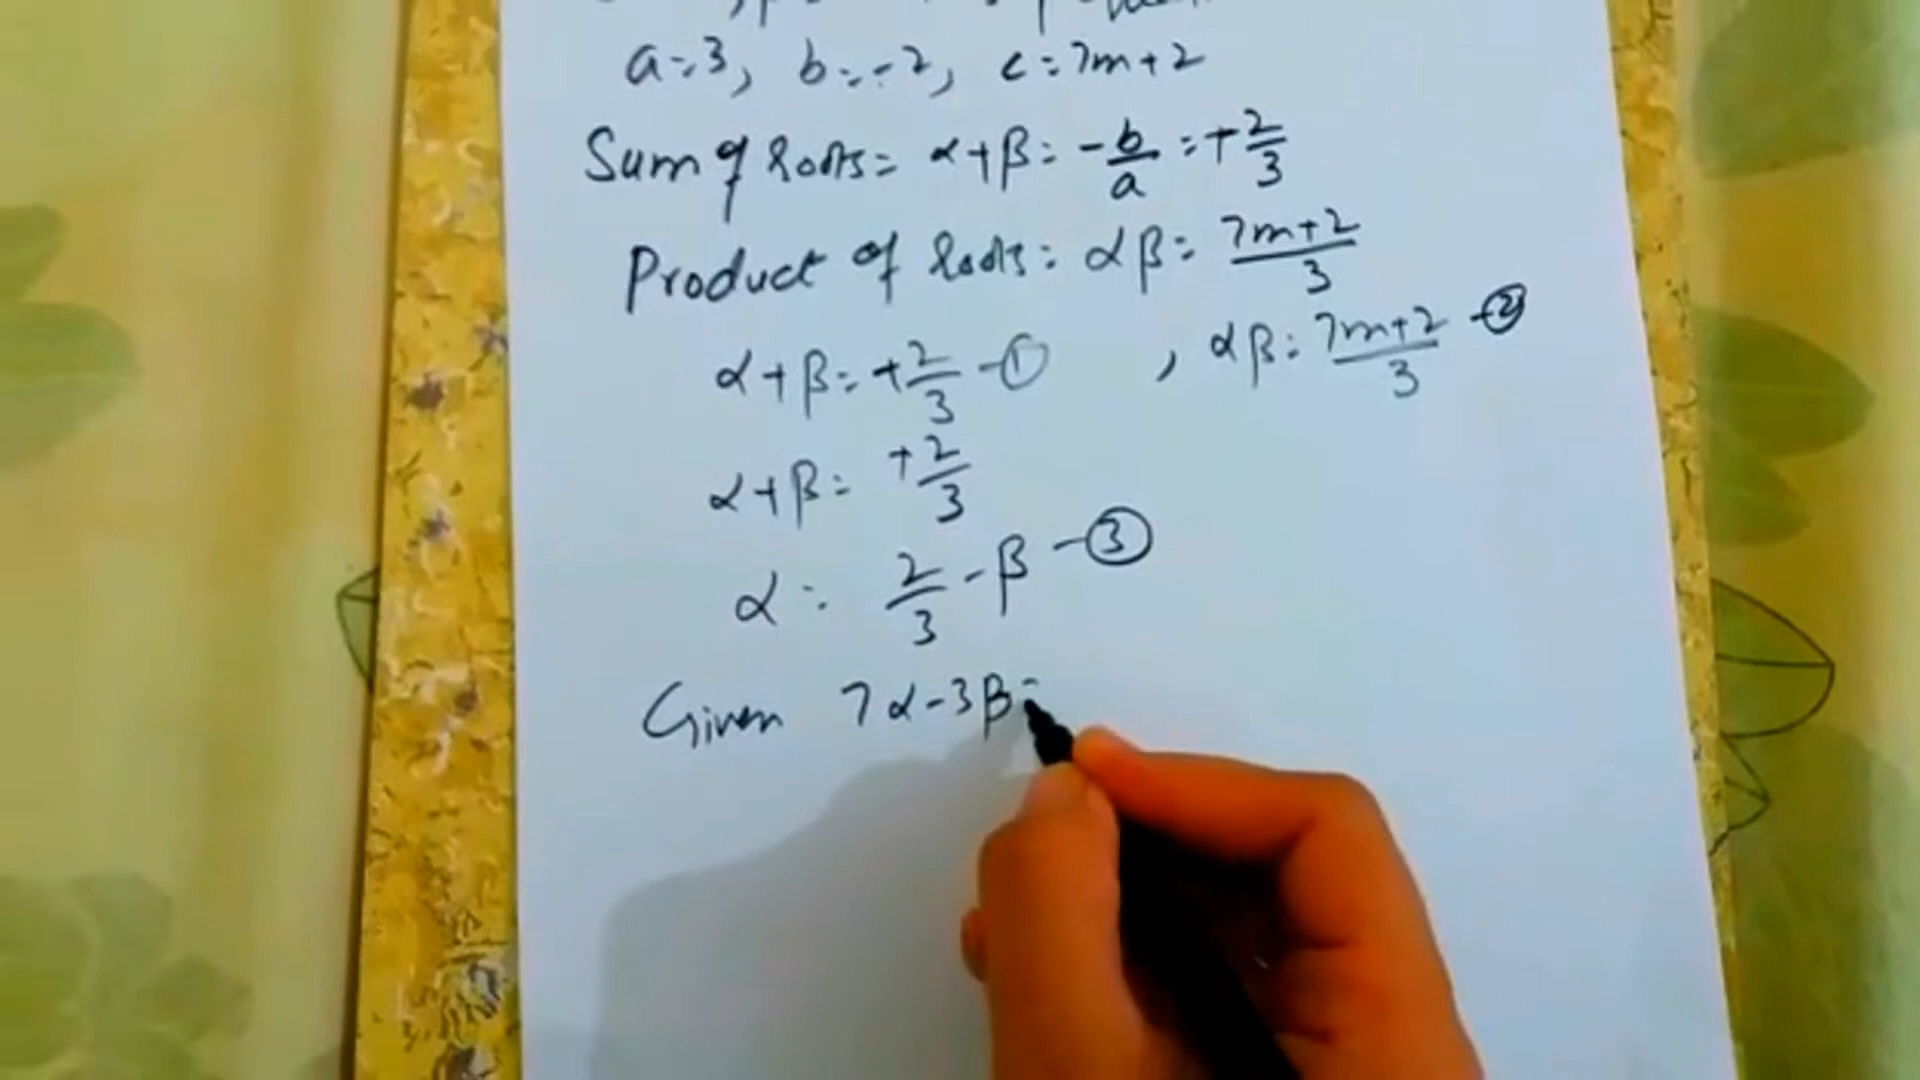 a=3, b=-2, c=7m+2
Sum of Roots= α+β= -b/a =+2/3
Product of Roots= αβ= 7m+2/3
α+β=+2/3 -① , αβ= 7m+2/3 -②
α+β= +2/3
α= 2/3-β -③
Given 7α-3β=